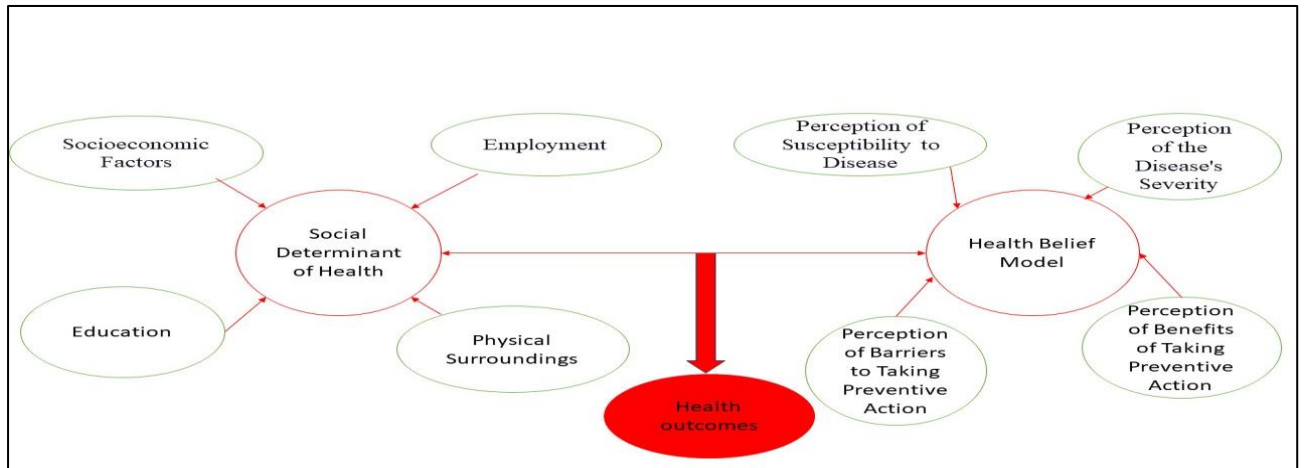 Socioeconomic
Factors
Employment
Perception of
Susceptibility to
Disease
Perception
of the
Disease's
Severity
Social
Determinant
of Health
Health Belief
Model
Education
Physical
Surroundings
Perception
of Barriers
to Taking
Preventive
Action
Perception
of Benefits
of Taking
Preventive
Action
Health
outcomes